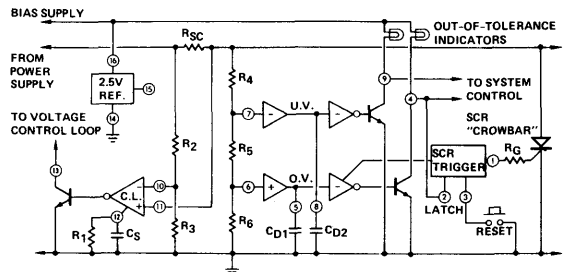 BIAS SUPPLY
R_SC
OUT-OF-TOLERANCE
INDICATORS
FROM
POWER
SUPPLY
16
2.5V
REF.
15
14
R4
9
TO SYSTEM
CONTROL
4
SCR
"CROWBAR"
TO VOLTAGE
CONTROL LOOP
R2
7
−
U.V.
−
13
R5
SCR
TRIGGER
1
RG
C.L.
−
10
+
11
6
+
O.V.
−
2
3
LATCH
RESET
12
R1
CS
R3
R6
5
8
CD1
CD2